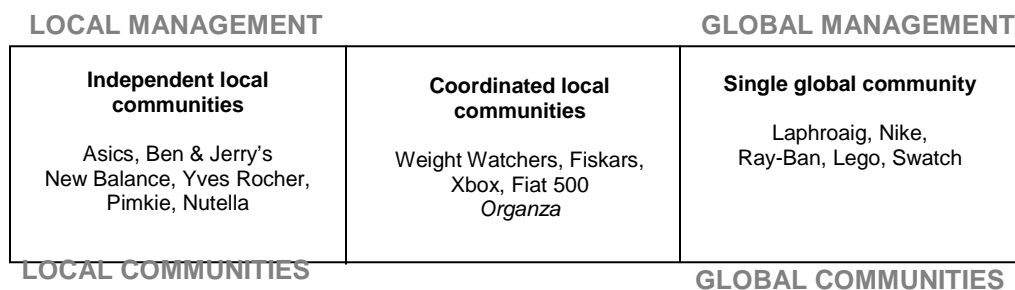 LOCAL MANAGEMENT
GLOBAL MANAGEMENT
Independent local
communities
Asics, Ben & Jerry's
New Balance, Yves Rocher,
Pimkie, Nutella
Coordinated local
communities
Weight Watchers, Fiskars,
Xbox, Fiat 500
Organza
Single global community
Laphroaig, Nike,
Ray-Ban, Lego, Swatch
LOCAL COMMUNITIES
GLOBAL COMMUNITIES